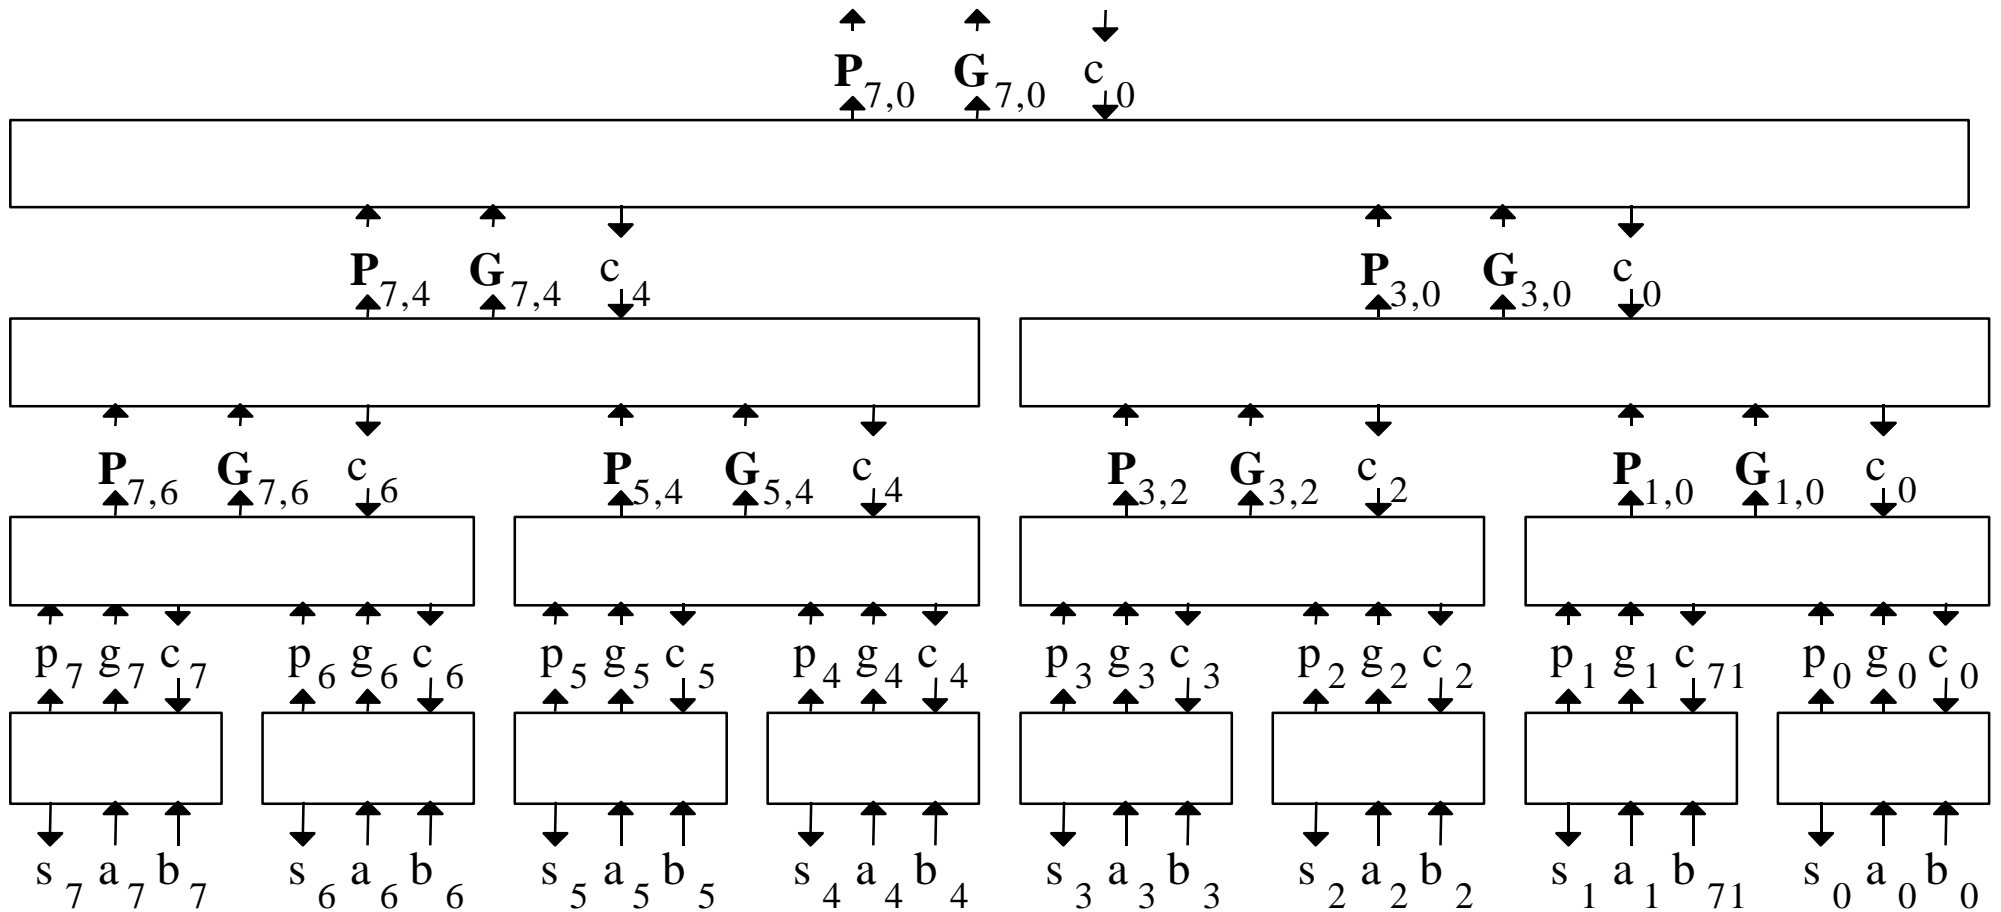 P7,0 G7,0 c0
P7,4 G7,4 c4 P3,0 G3,0 c0
P7,6 G7,6 c6 P5,4 G5,4 c4 P3,2 G3,2 c2 P1,0 G1,0 c0
p7 g7 c7 p6 g6 c6 p5 g5 c5 p4 g4 c4 p3 g3 c3 p2 g2 c2 p1 g1 c71 p0 g0 c0
s7 a7 b7 s6 a6 b6 s5 a5 b5 s4 a4 b4 s3 a3 b3 s2 a2 b2 s1 a1 b71 s0 a0 b0